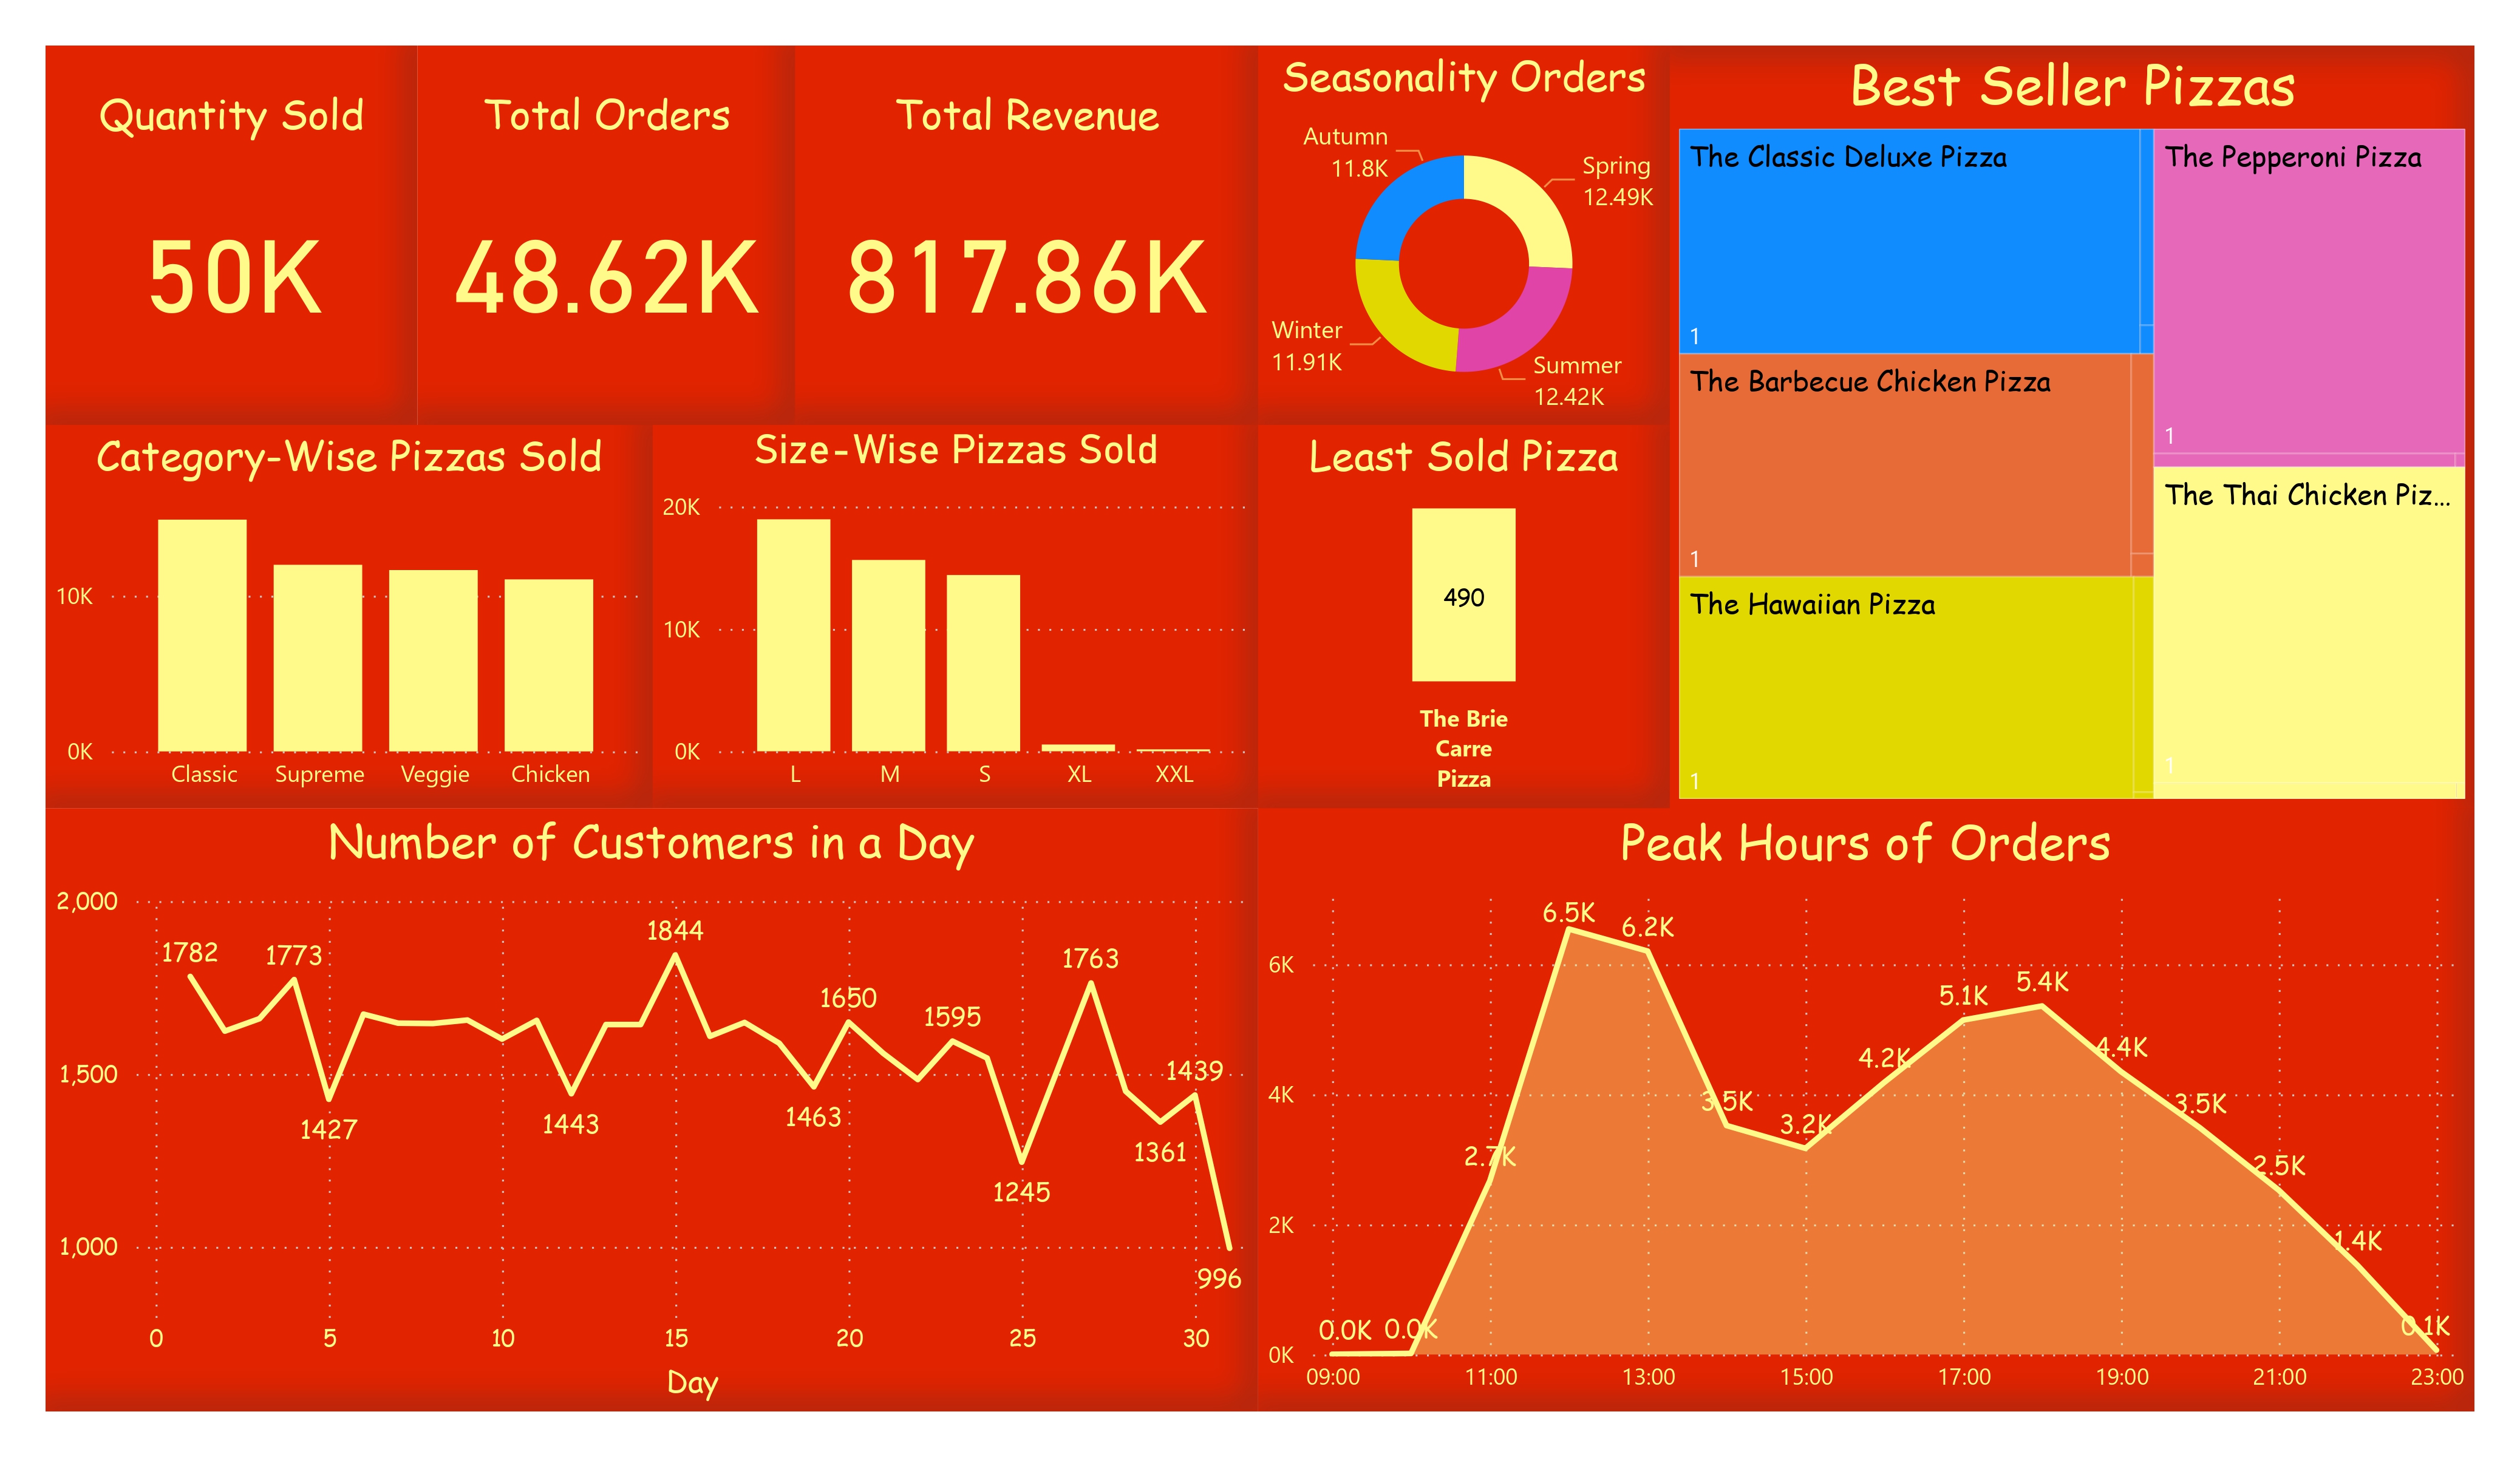 Quantity Sold
50K
Total Orders
48.62K
Total Revenue
817.86K
Seasonality Orders
Autumn
11.8K
Spring
12.49K
Winter
11.91K
Summer
12.42K
Best Seller Pizzas
The Classic Deluxe Pizza
1
The Barbecue Chicken Pizza
1
The Hawaiian Pizza
1
The Pepperoni Pizza
1
The Thai Chicken Piz...
1
Category-Wise Pizzas Sold
10K
0K
Classic Supreme Veggie Chicken
Size-Wise Pizzas Sold
20K
10K
0K
L M S XL XXL
Least Sold Pizza
490
The Brie
Carre
Pizza
Number of Customers in a Day
2,000
1,500
1,000
1782
1773
1427
1443
1844
1463
1650
1595
1245
1763
1361
1439
996
0 5 10 15 20 25 30
Day
Peak Hours of Orders
6K
4K
2K
0K
0.0K
0.0K
2.7K
6.5K
6.2K
3.5K
3.2K
4.2K
5.1K
5.4K
4.4K
3.5K
2.5K
1.4K
0.1K
09:00 11:00 13:00 15:00 17:00 19:00 21:00 23:00